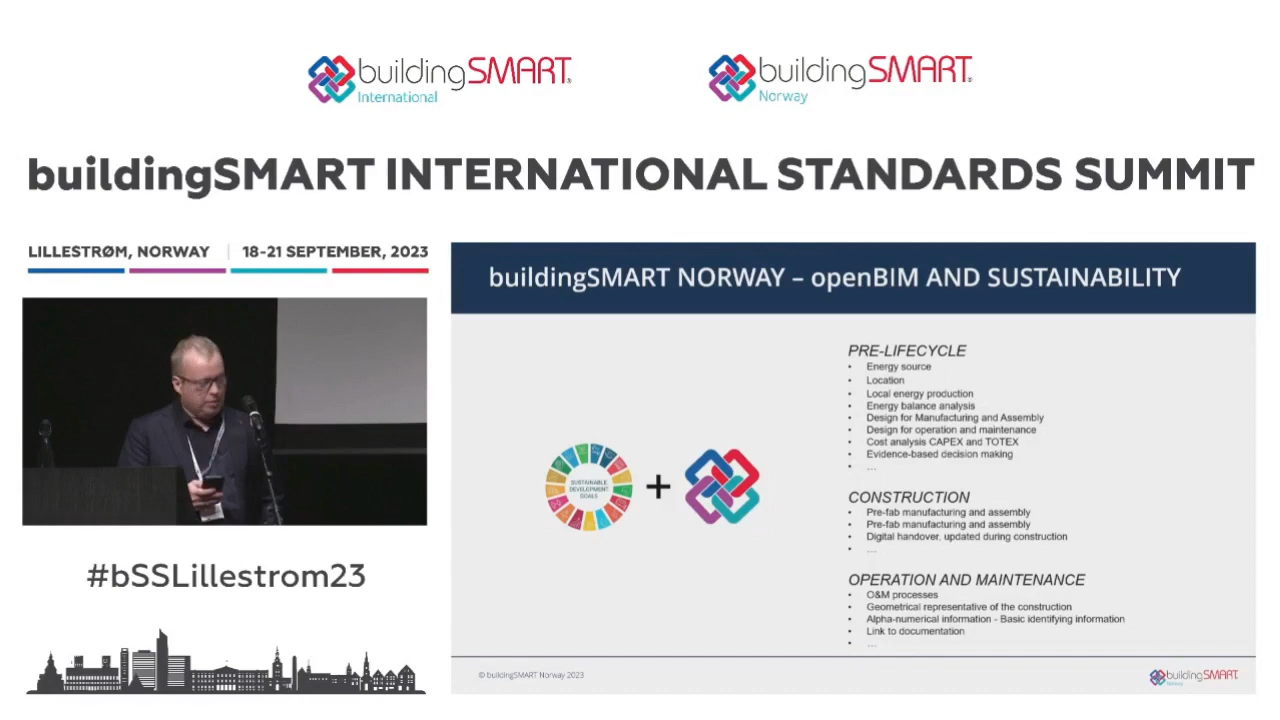 buildingSMART®
International
buildingSMART®
Norway
buildingSMART INTERNATIONAL STANDARDS SUMMIT
LILLESTRØM, NORWAY | 18-21 SEPTEMBER, 2023
buildingSMART NORWAY – openBIM AND SUSTAINABILITY
PRE-LIFECYCLE
• Energy source
• Location
• Local energy production
• Energy balance analysis
• Design for Manufacturing and Assembly
• Design for operation and maintenance
• Cost analysis CAPEX and TOTEX
• Evidence-based decision making
• ...
SUSTAINABLE
DEVELOPMENT
GOALS
+
CONSTRUCTION
• Pre-fab manufacturing and assembly
• Pre-fab manufacturing and assembly
• Digital handover, updated during construction
• ...
OPERATION AND MAINTENANCE
• O&M processes
• Geometrical representative of the construction
• Alpha-numerical information - Basic identifying information
• Link to documentation
• ...
© buildingSMART Norway 2023
buildingSMART
Norway
#bSSLillestrom23